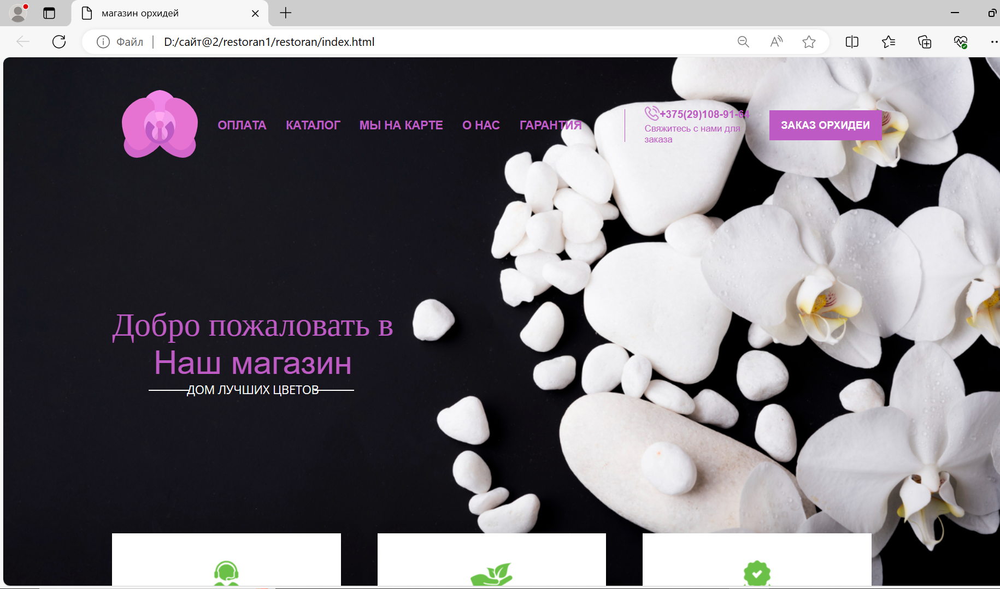 магазин орхидей
Файл
D:/сайт@2/restoran1/restoran/index.html
ОПЛАТА КАТАЛОГ МЫ НА КАРТЕ О НАС ГАРАНТИЯ
+375(29)108-91-64
Свяжитесь с нами для
заказа
ЗАКАЗ ОРХИДЕИ
Добро пожаловать в
Наш магазин
ДОМ ЛУЧШИХ ЦВЕТОВ